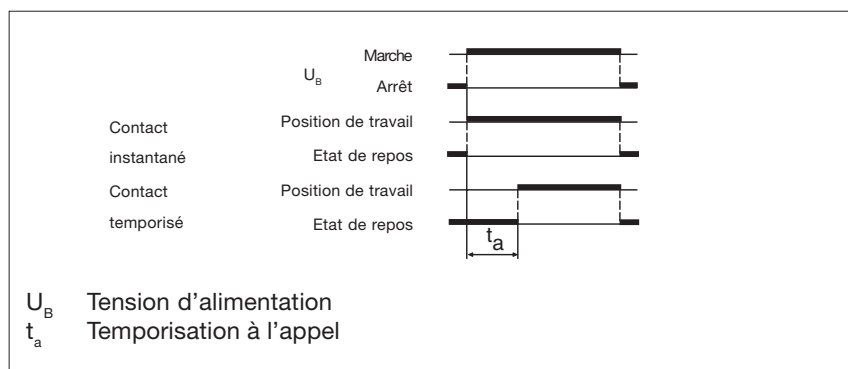 Marche
U_B
Arrêt
Contact
Position de travail
instantané
Etat de repos
Contact
Position de travail
temporisé
Etat de repos
t_a
U_B Tension d’alimentation
t_a Temporisation à l’appel